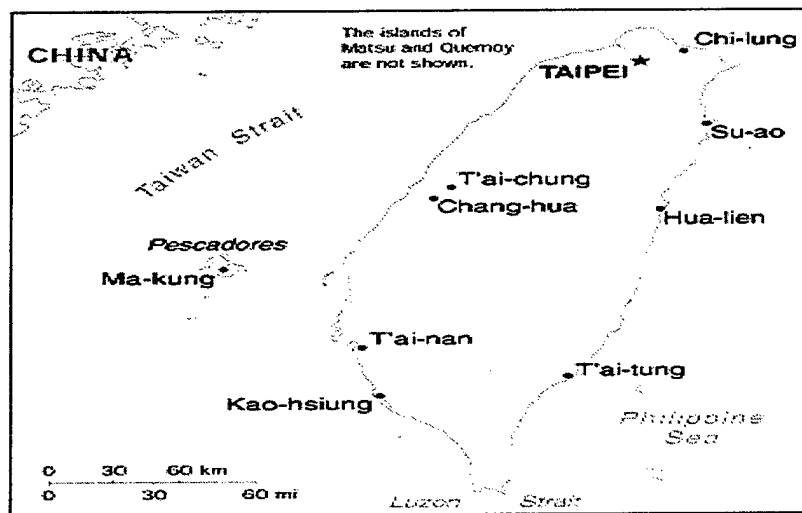 The islands of
Matsu and Quemoy
are not shown.
CHINA
Chi-lung
TAIPEI
Taiwan Strait
Su-ao
T'ai-chung
Chang-hua
Hua-lien
Pescadores
Ma-kung
T'ai-nan
T'ai-tung
Kao-hsiung
Philippine
Sea
0 30 60 km
0 30 60 mi
Luzon Strait